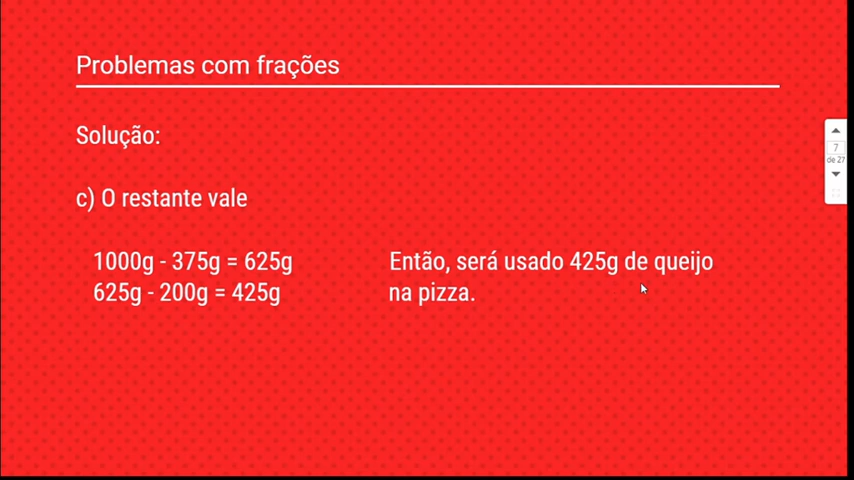 Problemas com frações
Solução:
c) O restante vale
1000g - 375g = 625g
625g - 200g = 425g
Então, será usado 425g de queijo
na pizza.
7
de 27